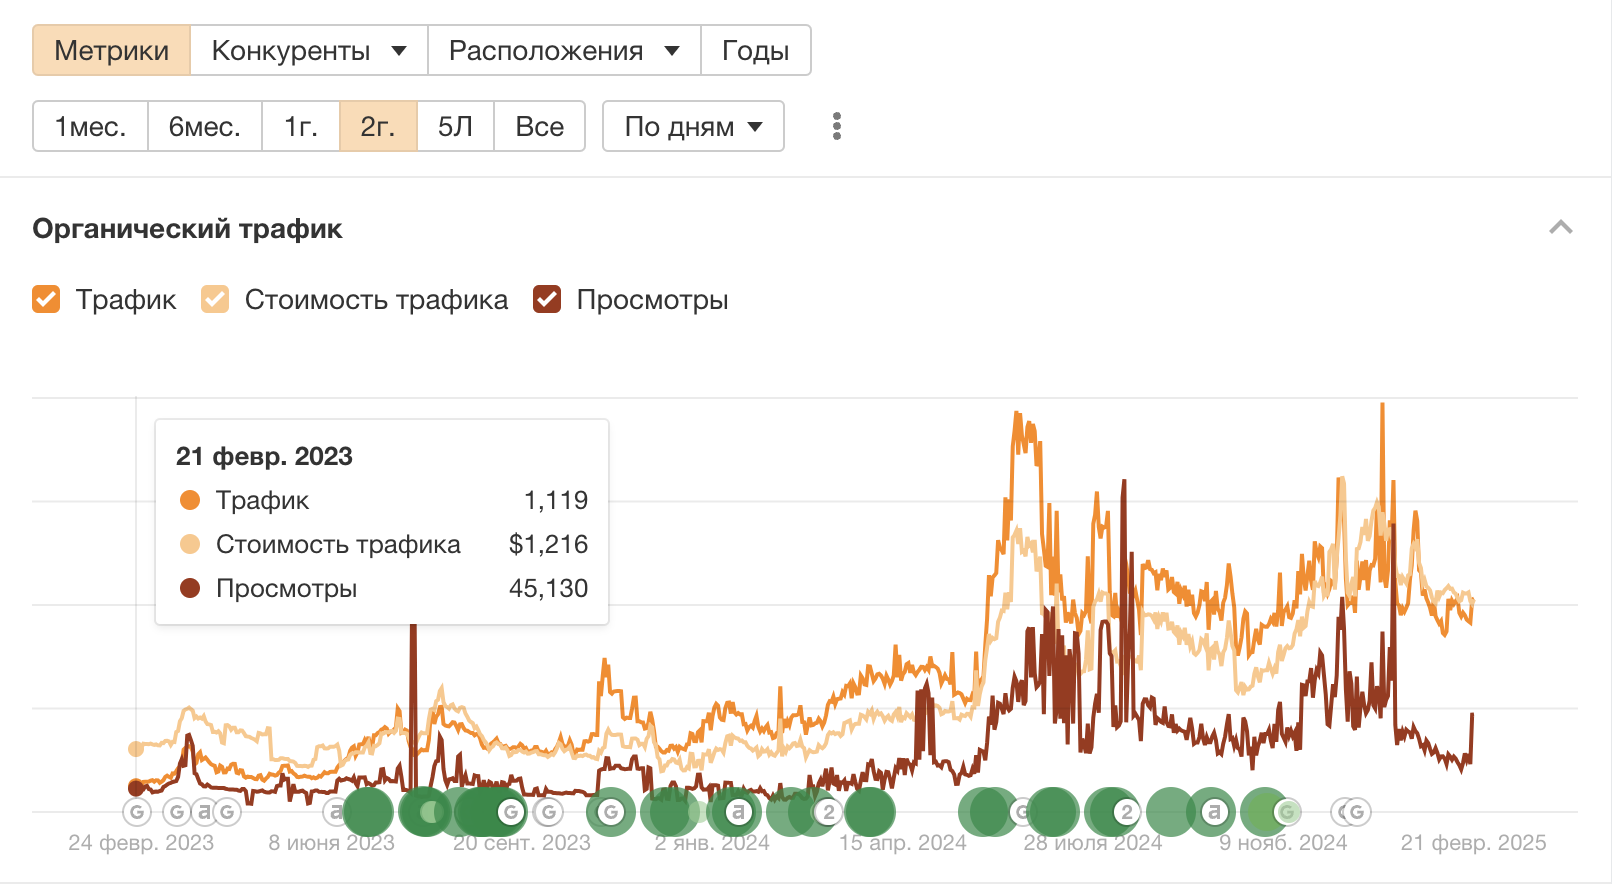 Метрики Конкуренты Расположения Годы
1мес. 6мес. 1г. 2г. 5Л Все По дням
Органический трафик
Трафик Стоимость трафика Просмотры
21 февр. 2023
Трафик 1,119
Стоимость трафика $1,216
Просмотры 45,130
G G a G a G G G a 2 G 2 a G G
24 февр. 2023 8 июня 2023 20 сент. 2023 2 янв. 2024 15 апр. 2024 28 июля 2024 9 нояб. 2024 21 февр. 2025